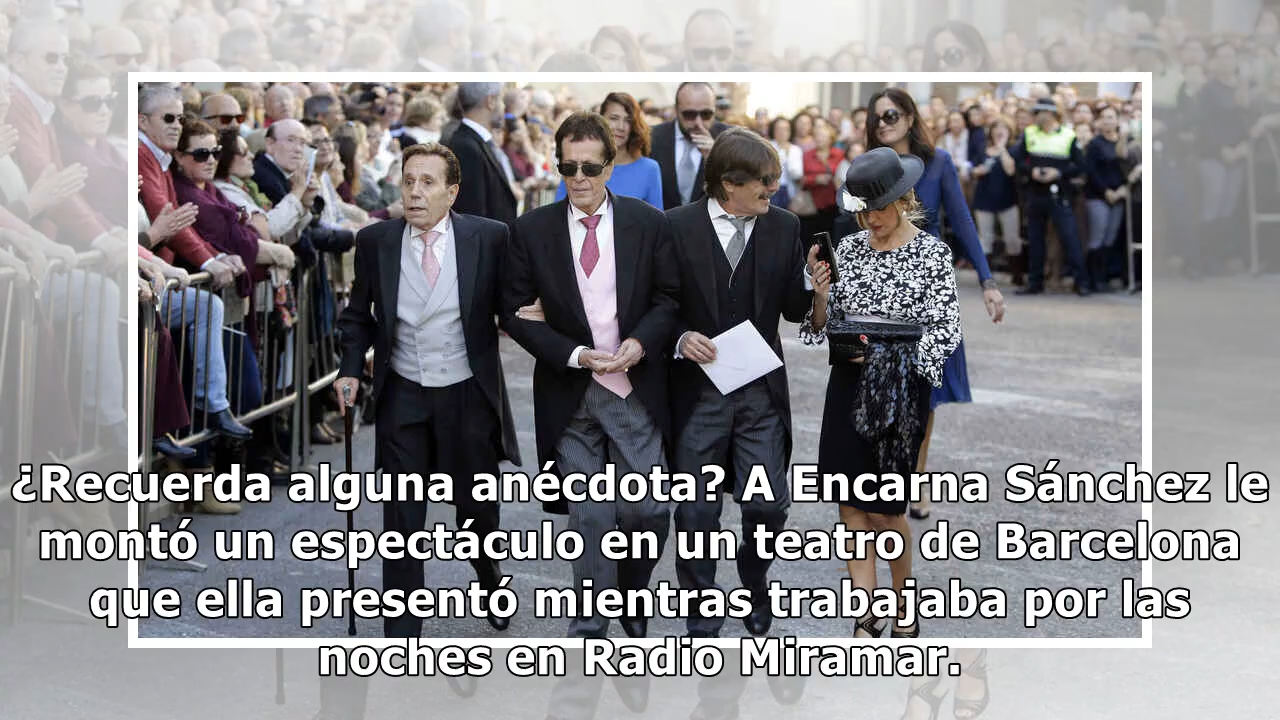 ¿Recuerda alguna anécdota? A Encarna Sánchez le
montó un espectáculo en un teatro de Barcelona
que ella presentó mientras trabajaba por las
noches en Radio Miramar.